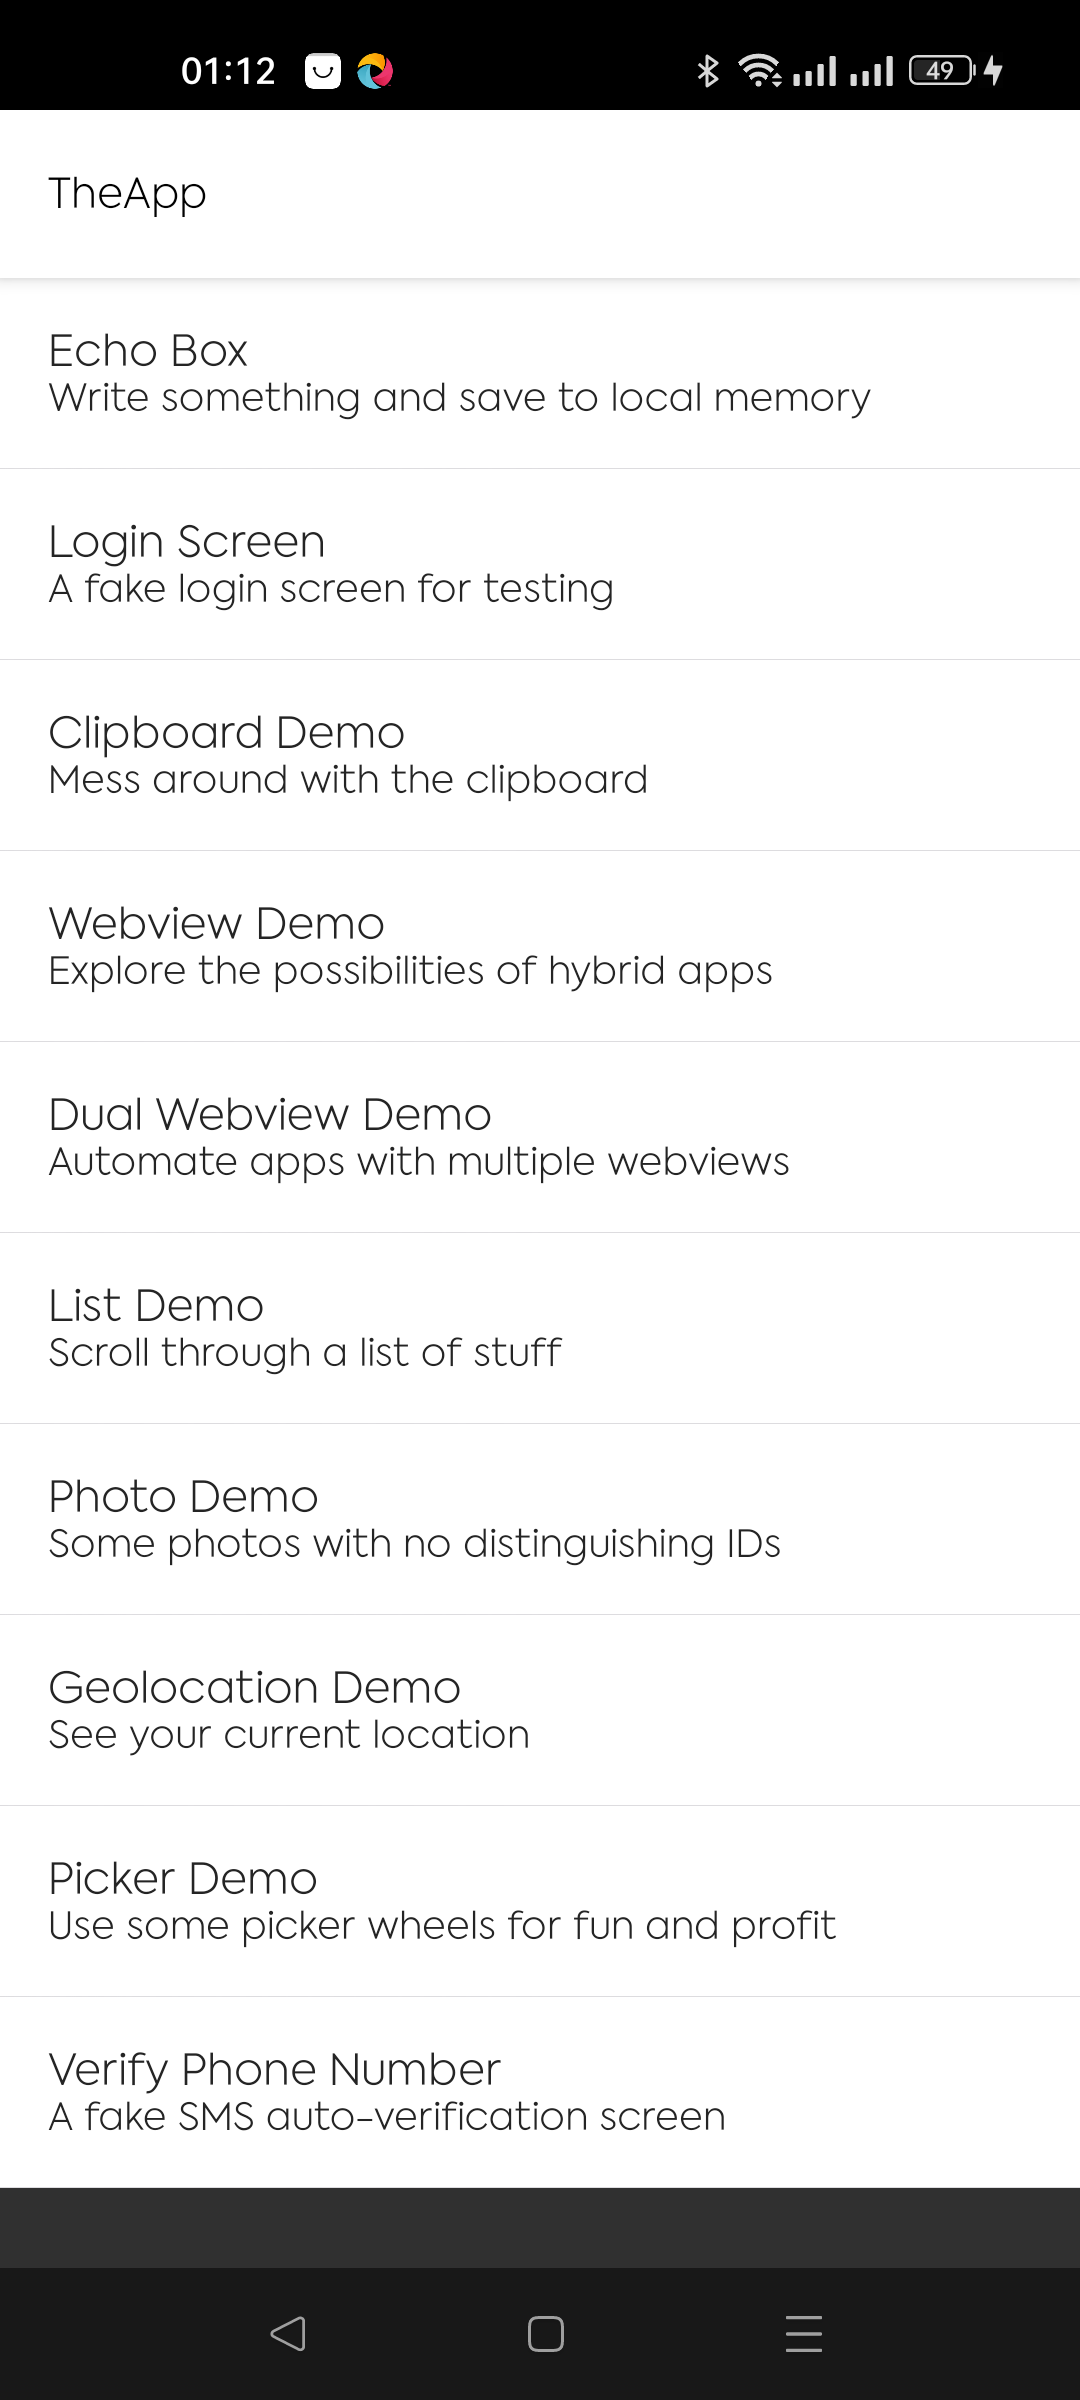 01:12
49
TheApp
Echo Box
Write something and save to local memory
Login Screen
A fake login screen for testing
Clipboard Demo
Mess around with the clipboard
Webview Demo
Explore the possibilities of hybrid apps
Dual Webview Demo
Automate apps with multiple webviews
List Demo
Scroll through a list of stuff
Photo Demo
Some photos with no distinguishing IDs
Geolocation Demo
See your current location
Picker Demo
Use some picker wheels for fun and profit
Verify Phone Number
A fake SMS auto-verification screen